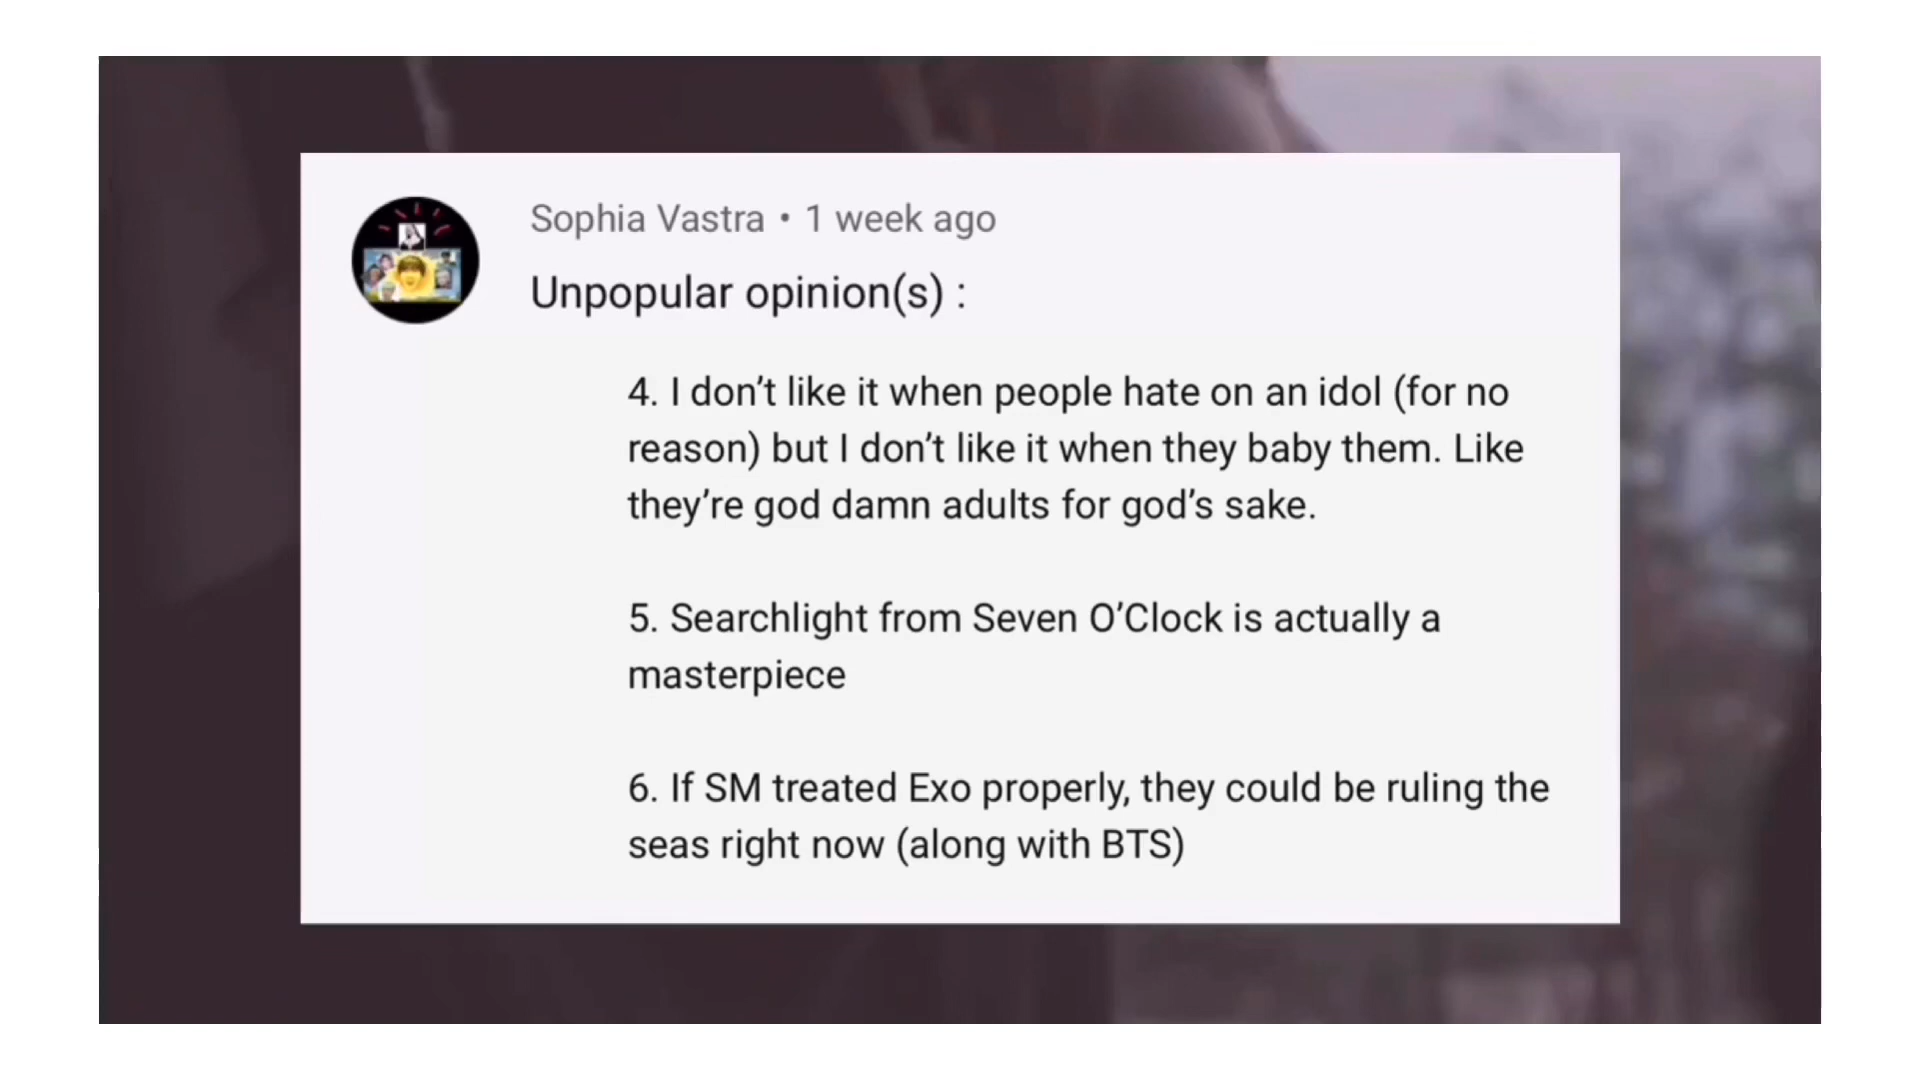 Sophia Vastra • 1 week ago
Unpopular opinion(s) :
4. I don’t like it when people hate on an idol (for no
reason) but I don’t like it when they baby them. Like
they’re god damn adults for god’s sake.
5. Searchlight from Seven O’Clock is actually a
masterpiece
6. If SM treated Exo properly, they could be ruling the
seas right now (along with BTS)